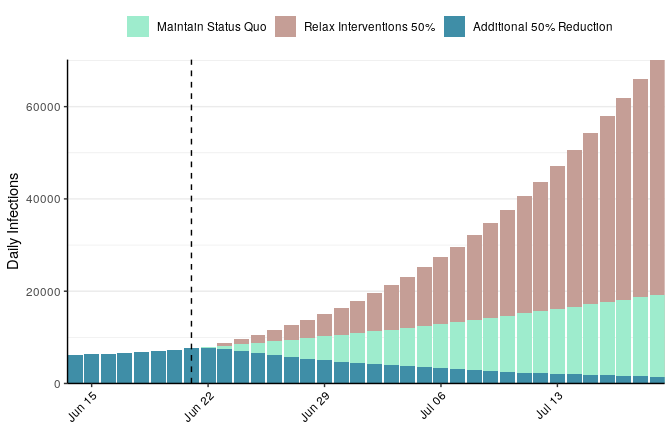 Maintain Status Quo Relax Interventions 50% Additional 50% Reduction
Daily Infections
60000
40000
20000
0
Jun 15 Jun 22 Jun 29 Jul 06 Jul 13